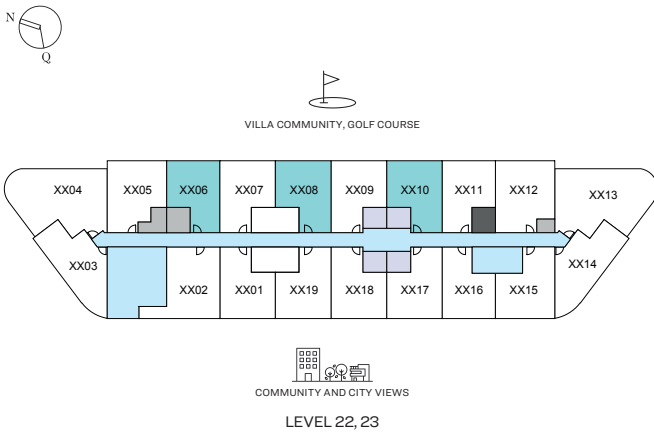 N
Q
VILLA COMMUNITY, GOLF COURSE
XX04 XX05 XX06 XX07 XX08 XX09 XX10 XX11 XX12 XX13
XX03 XX02 XX01 XX19 XX18 XX17 XX16 XX15 XX14
COMMUNITY AND CITY VIEWS
LEVEL 22, 23